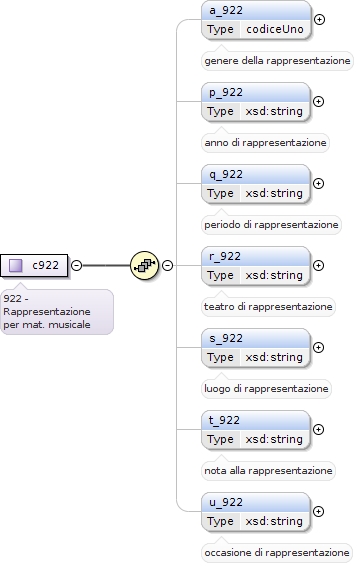 a_922
Type codiceUno
genere della rappresentazione
p_922
Type xsd:string
anno di rappresentazione
q_922
Type xsd:string
periodo di rappresentazione
c922
922 -
Rappresentazione
per mat. musicale
r_922
Type xsd:string
teatro di rappresentazione
s_922
Type xsd:string
luogo di rappresentazione
t_922
Type xsd:string
nota alla rappresentazione
u_922
Type xsd:string
occasione di rappresentazione